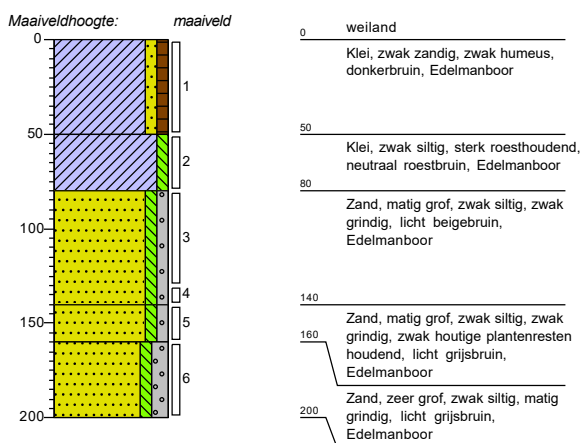 Maaiveldhoogte:
maaiveld
0
50
100
150
200
1
2
3
4
5
6
0
weiland
Klei, zwak zandig, zwak humeus,
donkerbruin, Edelmanboor
50
Klei, zwak siltig, sterk roesthoudend,
neutraal roestbruin, Edelmanboor
80
Zand, matig grof, zwak siltig, zwak
grindig, licht beigebruin,
Edelmanboor
140
Zand, matig grof, zwak siltig, zwak
grindig, zwak houtige plantenresten
houdend, licht grijsbruin,
Edelmanboor
160
Zand, zeer grof, zwak siltig, matig
grindig, licht grijsbruin,
Edelmanboor
200